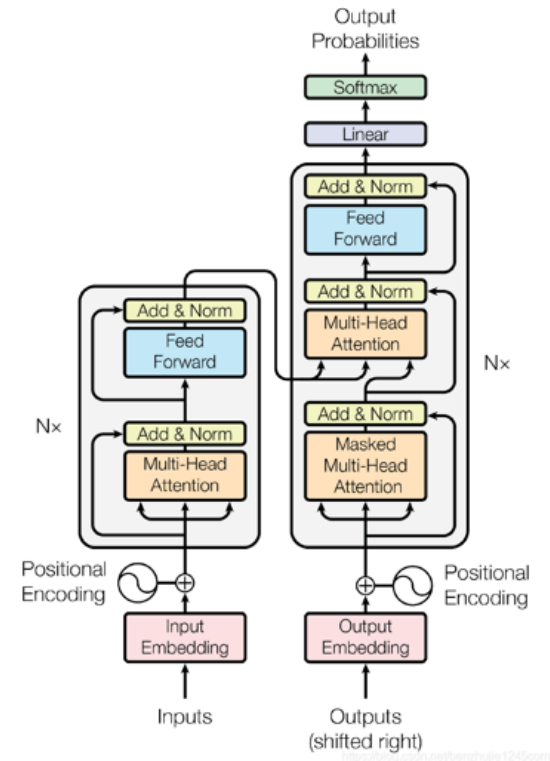 Output
Probabilities
Softmax
Linear
Add & Norm
Feed
Forward
Add & Norm
Multi-Head
Attention
Add & Norm
Masked
Multi-Head
Attention
Nx
Add & Norm
Feed
Forward
Add & Norm
Multi-Head
Attention
Nx
Positional
Encoding
Positional
Encoding
Input
Embedding
Output
Embedding
Inputs
Outputs
(shifted right)